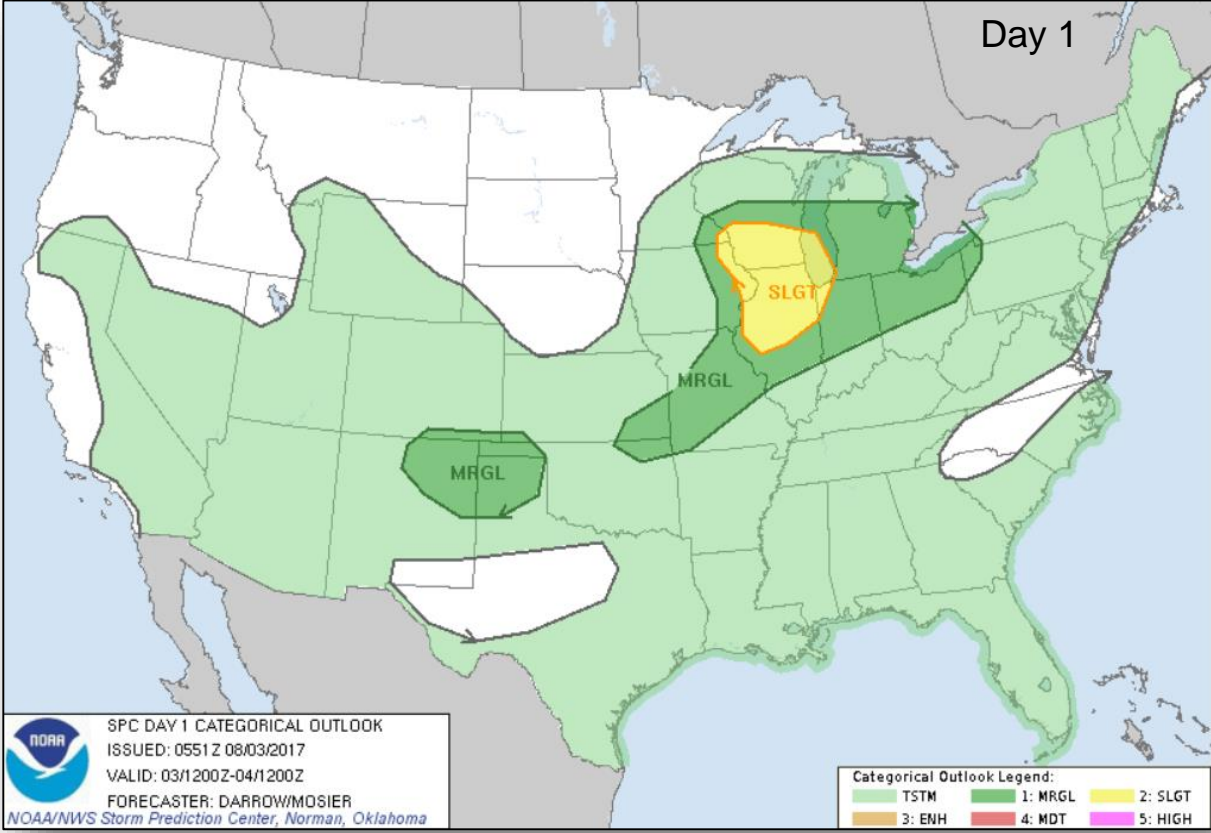 Day 1
SLGT
MRGL
MRGL
NOAA
SPC DAY 1 CATEGORICAL OUTLOOK
ISSUED: 0551Z 08/03/2017
VALID: 03/1200Z-04/1200Z
FORECASTER: DARROW/MOSIER
NOAA/NWS Storm Prediction Center, Norman, Oklahoma
Categorical Outlook Legend:
TSTM 1: MRGL 2: SLGT
3: ENH 4: MDT 5: HIGH